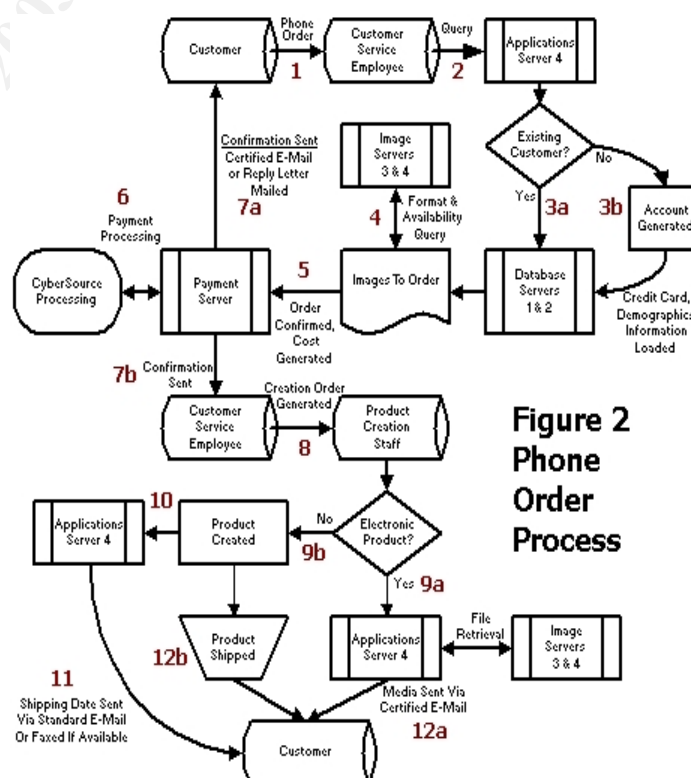 Phone
Order
Customer
1
Customer
Service
Employee
Query
2
Applications
Server 4
Existing
Customer?
No
Yes
3a
3b
Account
Generated
Credit Card,
Demographics
Information
Loaded
Database
Servers
1 & 2
Image
Servers
3 & 4
4
Format &
Availability
Query
Images To Order
5
Order
Confirmed,
Cost
Generated
Confirmation Sent
Certified E-Mail
or Reply Letter
Mailed
7a
6
Payment
Processing
CyberSource
Processing
Payment
Server
7b
Confirmation
Sent
Customer
Service
Employee
Creation Order
Generated
8
Product
Creation
Staff
Figure 2
Phone
Order
Process
Electronic
Product?
No
9b
Yes
9a
Product
Created
10
Applications
Server 4
Product
Shipped
12b
Applications
Server 4
File
Retrieval
Image
Servers
3 & 4
11
Shipping Date Sent
Via Standard E-Mail
Or Faxed If Available
Media Sent Via
Certified E-Mail
12a
Customer